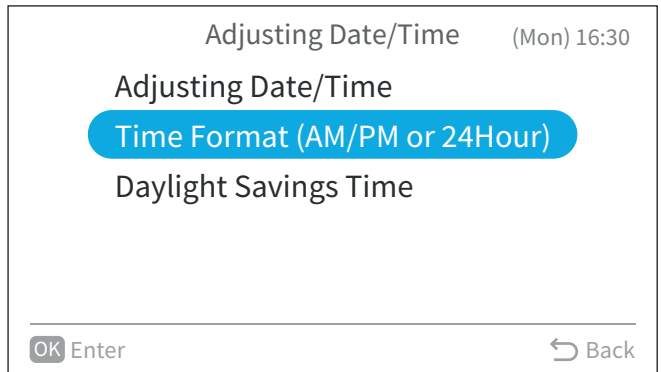 Adjusting Date/Time (Mon) 16:30
Adjusting Date/Time
Time Format (AM/PM or 24Hour)
Daylight Savings Time
OK Enter Back